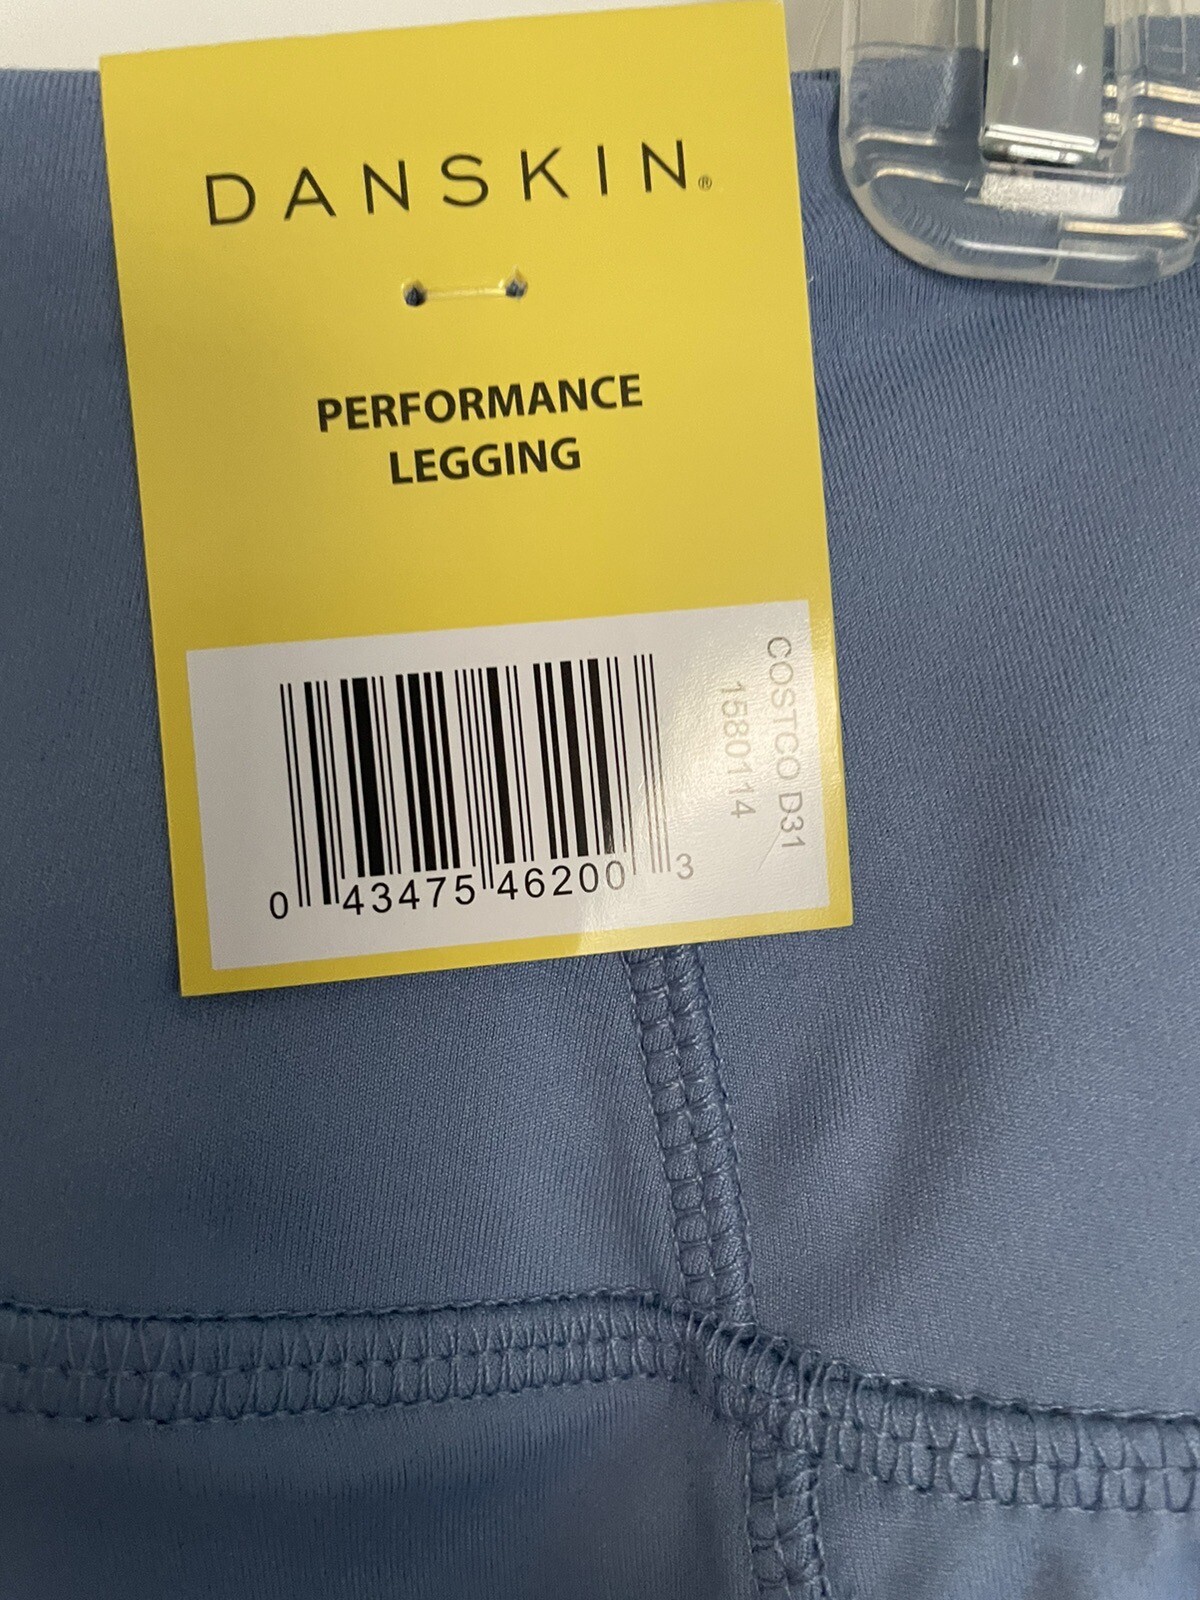 DANSKIN®
PERFORMANCE
LEGGING
COSTCO D31
1580114
0 43475 46200 3